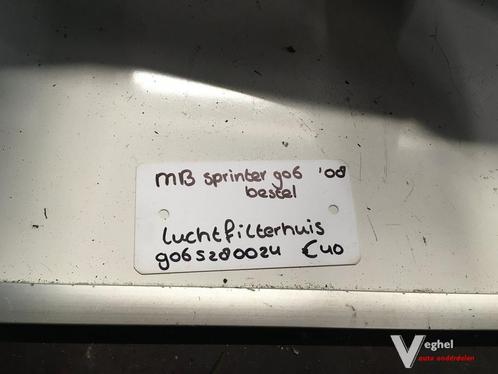 MB sprinter 906 '08
bestel
luchtfilterhuis
9065280024 €40
Veghel
auto onderdelen